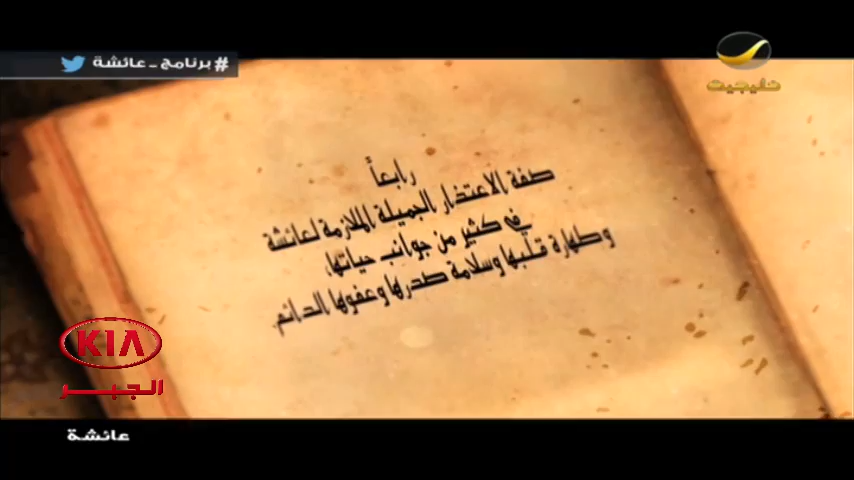 #برنامج_عائشة
خليجيت
رابعاً
صفة الاعتذار الجميلة الملازمة لعائشة
في كثير من جوانب حياتها،
وطهارة قلبها وسلامة صدرها وعفوها الدائم.
KIA
الجبر
عائشة